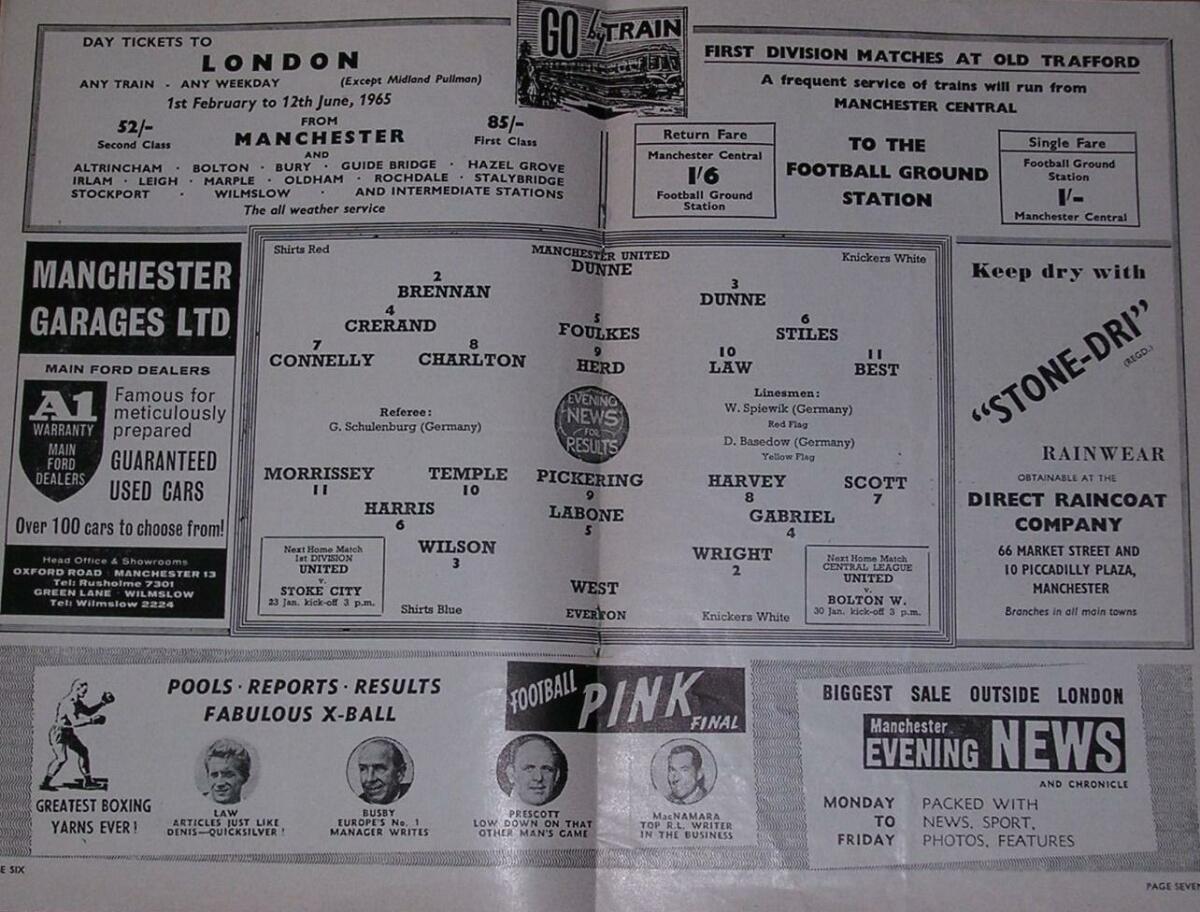 DAY TICKETS TO
LONDON
ANY TRAIN - ANY WEEKDAY (Except Midland Pullman)
1st February to 12th June, 1965
52/-
Second Class
FROM
MANCHESTER
AND
85/-
First Class
ALTRINCHAM · BOLTON · BURY · GUIDE BRIDGE · HAZEL GROVE
IRLAM · LEIGH · MARPLE · OLDHAM · ROCHDALE · STALYBRIDGE
STOCKPORT · WILMSLOW · AND INTERMEDIATE STATIONS
The all weather service
GO by TRAIN
FIRST DIVISION MATCHES AT OLD TRAFFORD
A frequent service of trains will run from
MANCHESTER CENTRAL
Return Fare
Manchester Central
1'6
Football Ground
Station
TO THE
FOOTBALL GROUND
STATION
Single Fare
Football Ground
Station
1'-
Manchester Central
MANCHESTER
GARAGES LTD
MAIN FORD DEALERS
A1
WARRANTY
MAIN
FORD
DEALERS
Famous for
meticulously
prepared
GUARANTEED
USED CARS
Over 100 cars to choose from!
Head Office & Showrooms
OXFORD ROAD · MANCHESTER 13
Tel: Rusholme 7301
GREEN LANE · WILMSLOW
Tel: Wilmslow 2224
Shirts Red
MANCHESTER UNITED
Knickers White
DUNNE
2
BRENNAN
3
DUNNE
4
CRERAND
5
FOULKES
6
STILES
7
CONNELLY
8
CHARLTON
9
HERD
10
LAW
11
BEST
Referee:
G. Schulenburg (Germany)
EVENING
NEWS
FOR
RESULTS
Linesmen:
W. Spiewik (Germany)
Red Flag
D. Basedow (Germany)
Yellow Flag
MORRISSEY
11
TEMPLE
10
PICKERING
9
HARVEY
8
SCOTT
7
HARRIS
6
LABONE
5
GABRIEL
4
WILSON
3
WRIGHT
2
WEST
Next Home Match
1st DIVISION
UNITED
v.
STOKE CITY
23 Jan. kick-off 3 p.m.
Next Home Match
CENTRAL LEAGUE
UNITED
v.
BOLTON W.
30 Jan. kick-off 3 p.m.
Shirts Blue
EVERTON
Knickers White
Keep dry with
"STONE-DRI"
(REGD.)
RAINWEAR
OBTAINABLE AT THE
DIRECT RAINCOAT
COMPANY
66 MARKET STREET AND
10 PICCADILLY PLAZA,
MANCHESTER
Branches in all main towns
GREATEST BOXING
YARNS EVER!
POOLS · REPORTS · RESULTS
FABULOUS X-BALL
FOOTBALL PINK FINAL
LAW
ARTICLES JUST LIKE
DENIS—QUICKSILVER!
BUSBY
EUROPE'S No. 1
MANAGER WRITES
PRESCOTT
LOW DOWN ON THAT
OTHER MAN'S GAME
MacNAMARA
TOP R.L. WRITER
IN THE BUSINESS
BIGGEST SALE OUTSIDE LONDON
Manchester
EVENING NEWS
AND CHRONICLE
MONDAY
TO
FRIDAY
PACKED WITH
NEWS, SPORT,
PHOTOS, FEATURES
E SIX
PAGE SEVEN